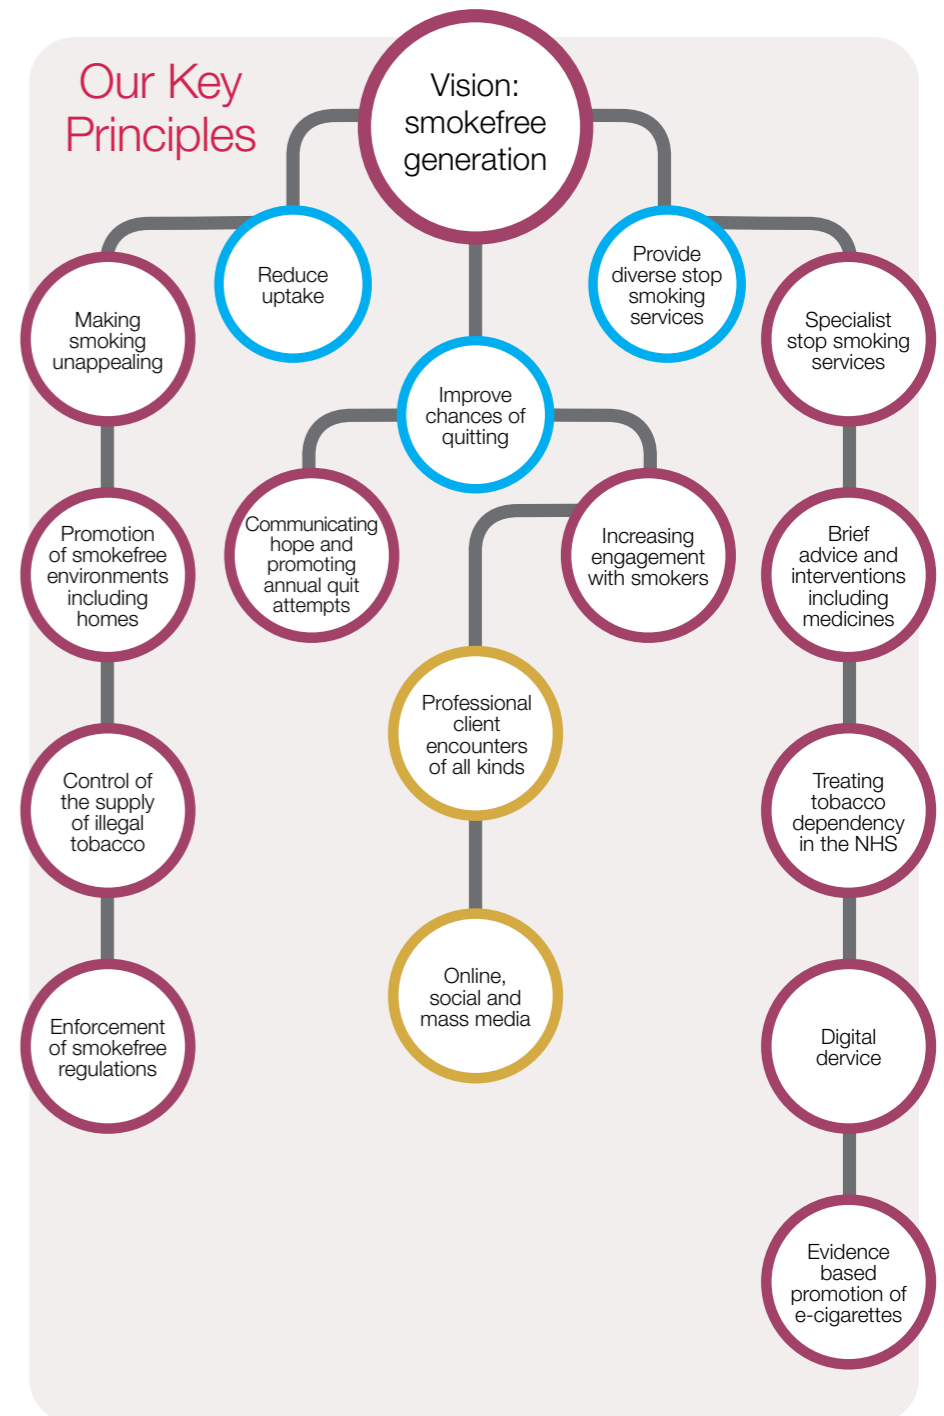 Our Key
Principles
Vision:
smokefree
generation
Reduce
uptake
Provide
diverse stop
smoking
services
Making
smoking
unappealing
Specialist
stop smoking
services
Improve
chances of
quitting
Communicating
hope and
promoting
annual quit
attempts
Increasing
engagement
with smokers
Promotion
of smokefree
environments
including
homes
Brief
advice and
interventions
including
medicines
Professional
client
encounters
of all kinds
Control of
the supply
of illegal
tobacco
Treating
tobacco
dependency
in the NHS
Online,
social and
mass media
Enforcement
of smokefree
regulations
Digital
dervice
Evidence
based
promotion of
e-cigarettes